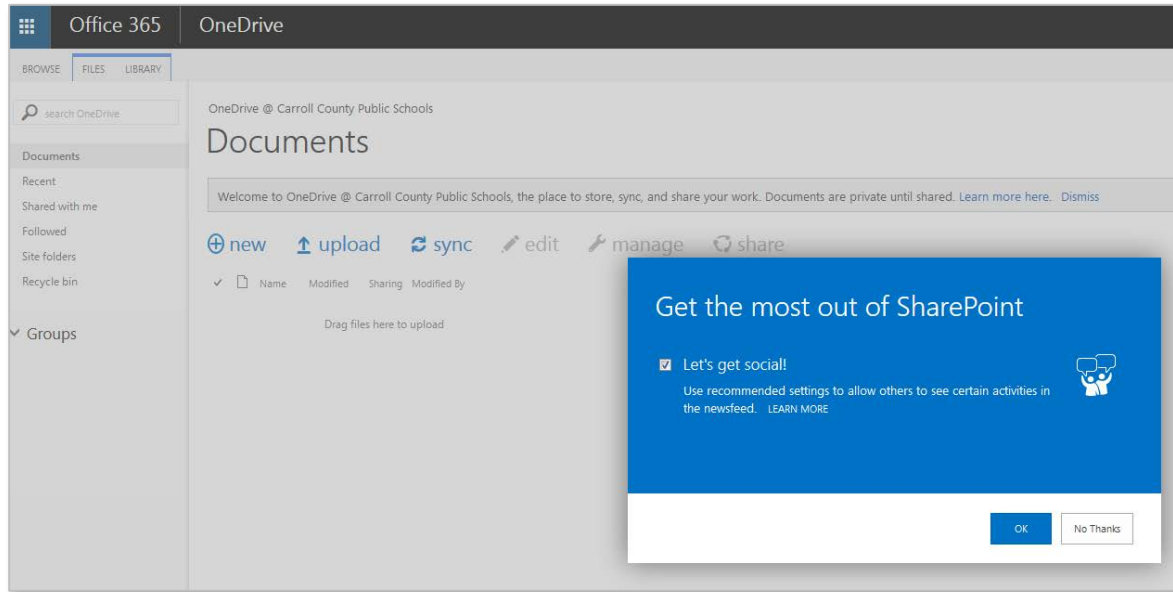 Office 365 OneDrive
BROWSE FILES LIBRARY
search OneDrive
Documents
Recent
Shared with me
Followed
Site folders
Recycle bin
Groups
OneDrive @ Carroll County Public Schools
Documents
Welcome to OneDrive @ Carroll County Public Schools, the place to store, sync, and share your work. Documents are private until shared. Learn more here. Dismiss
new upload sync edit manage share
Name Modified Sharing Modified By
Drag files here to upload
Get the most out of SharePoint
Let's get social!
Use recommended settings to allow others to see certain activities in
the newsfeed. LEARN MORE
OK No Thanks